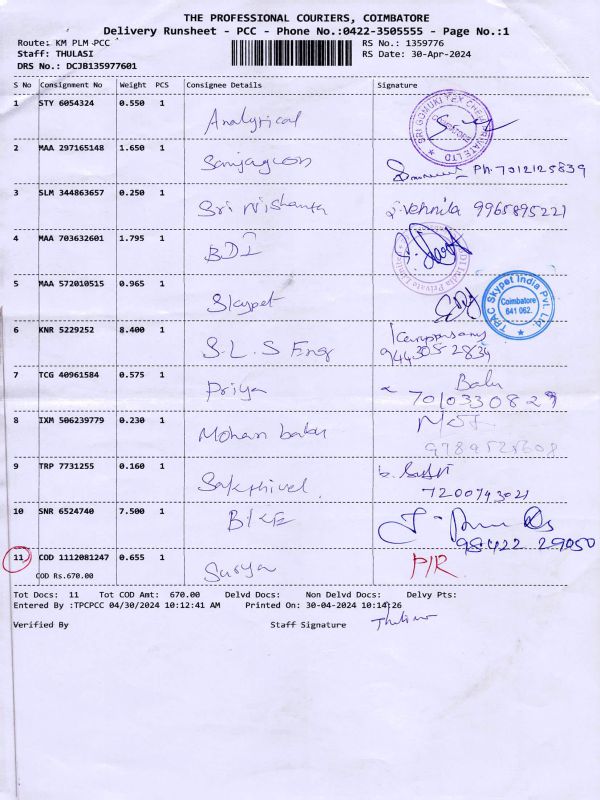 THE PROFESSIONAL COURIERS, COIMBATORE
Delivery Runsheet - PCC - Phone No.:0422-3505555 - Page No.:1
Route: KM PLM PCC RS No.: 1359776
Staff: THULASI RS Date: 30-Apr-2024
DRS No.: DCJB135977601
S No Consignment No Weight PCS Consignee Details Signature
1 STY 6054324 0.550 1 Analytical
2 MAA 297165148 1.650 1 Ph. 7012125839
3 SLM 344863657 0.250 1 Sri Nishanya J. Vennila 9965895221
4 MAA 703632601 1.795 1 BDI
5 MAA 572010515 0.965 1 Skypet
TPAC Skypet India Pvt. Ltd. Coimbatore 641 062.
6 KNR 5229252 8.400 1 S.L.S Eng
94430 52834
7 TCG 40961584 0.575 1 Priya Balu
7010330829
8 IXM 506239779 0.230 1 Mohan babu
9789525608
9 TRP 7731255 0.160 1 Sakthivel
7200793021
10 SNR 6524740 7.500 1
98422 29050
11 COD 1112081247 0.655 1 Surya P/R
COD Rs.670.00
Tot Docs: 11 Tot COD Amt: 670.00 Delvd Docs: Non Delvd Docs: Delvy Pts:
Entered By :TPCPCC 04/30/2024 10:12:41 AM Printed On: 30-04-2024 10:14:26
Verified By Staff Signature